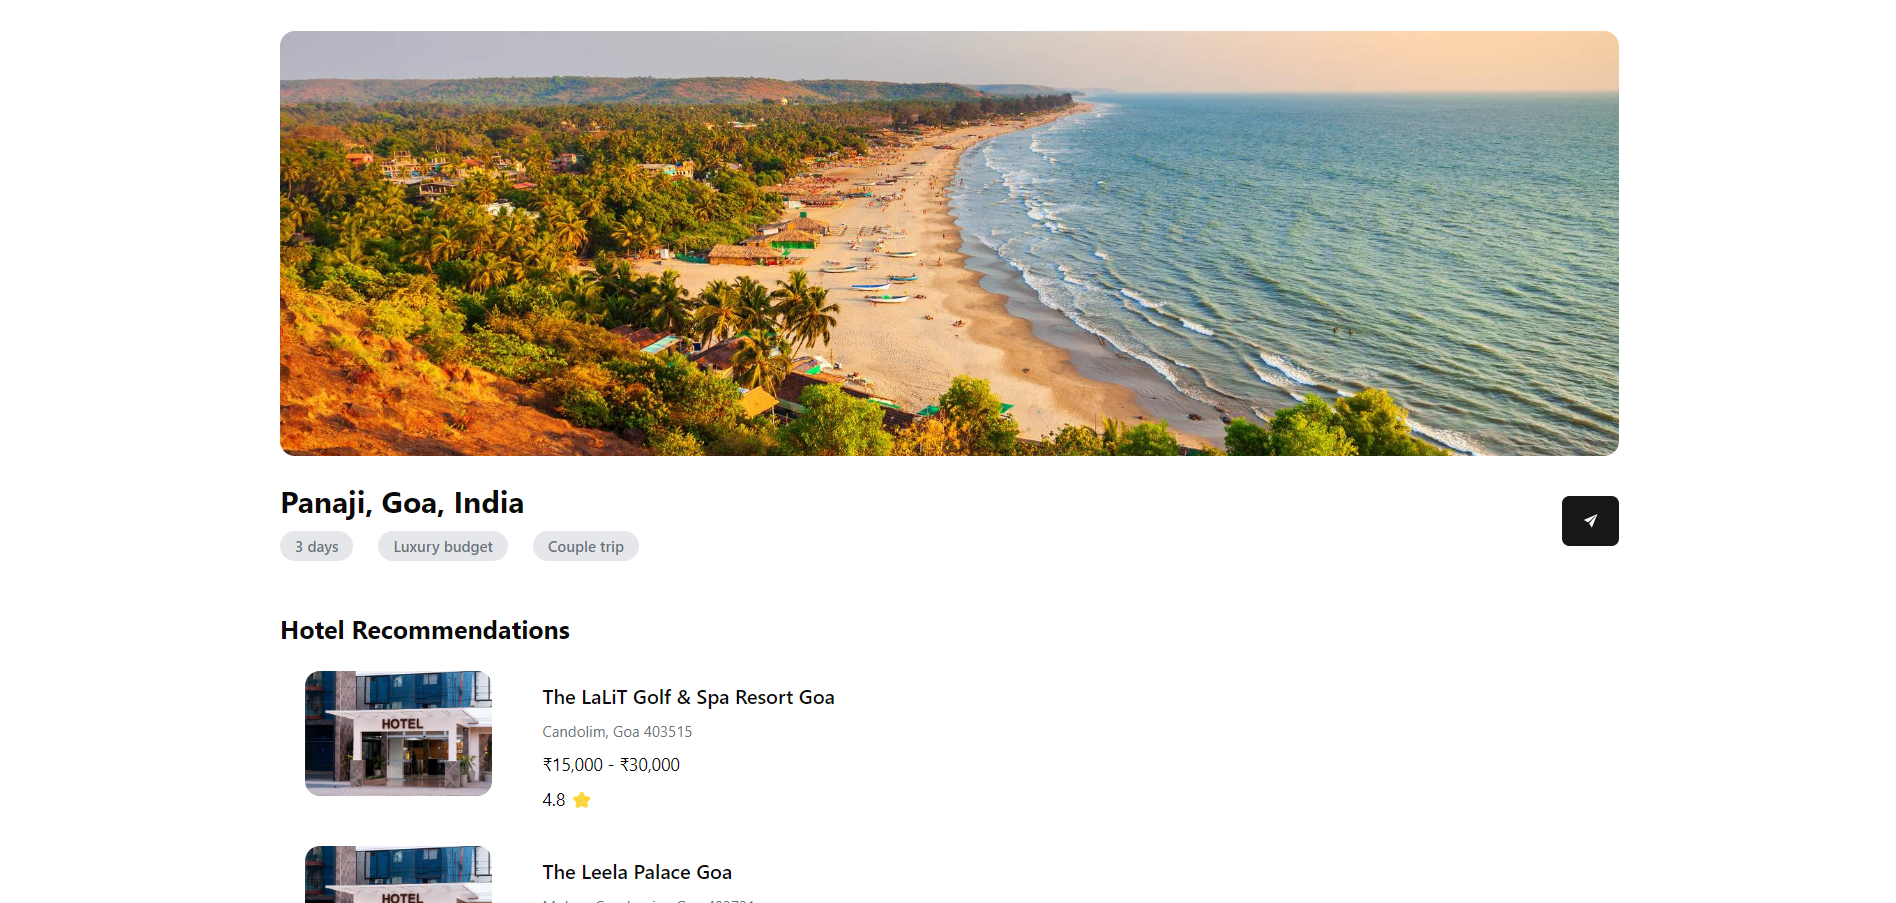 Panaji, Goa, India
3 days Luxury budget Couple trip
Hotel Recommendations
HOTEL
The LaLiT Golf & Spa Resort Goa
Candolim, Goa 403515
₹15,000 - ₹30,000
4.8
HOTEL
The Leela Palace Goa